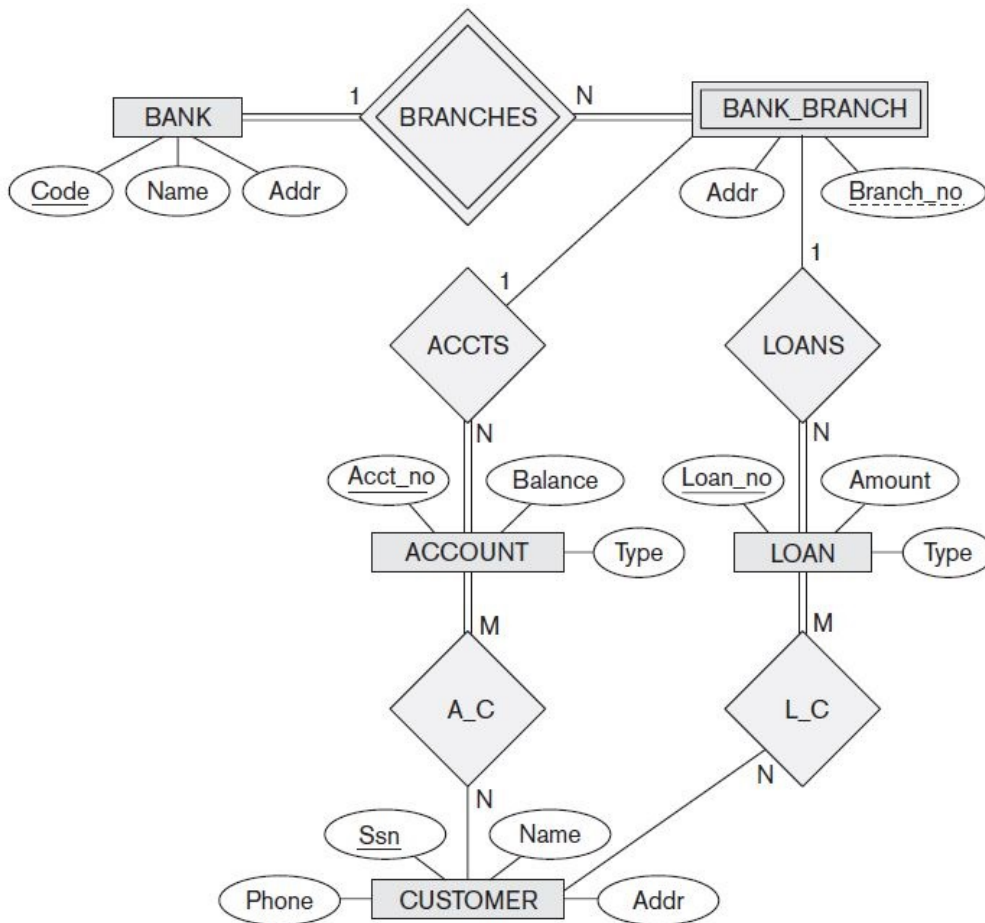 1 BRANCHES N
BANK BANK_BRANCH
Code Name Addr Addr Branch_no
1 1
ACCTS LOANS
N N
Acct_no Balance Loan_no Amount
ACCOUNT Type LOAN Type
M M
A_C L_C
N N
Ssn Name
Phone CUSTOMER Addr